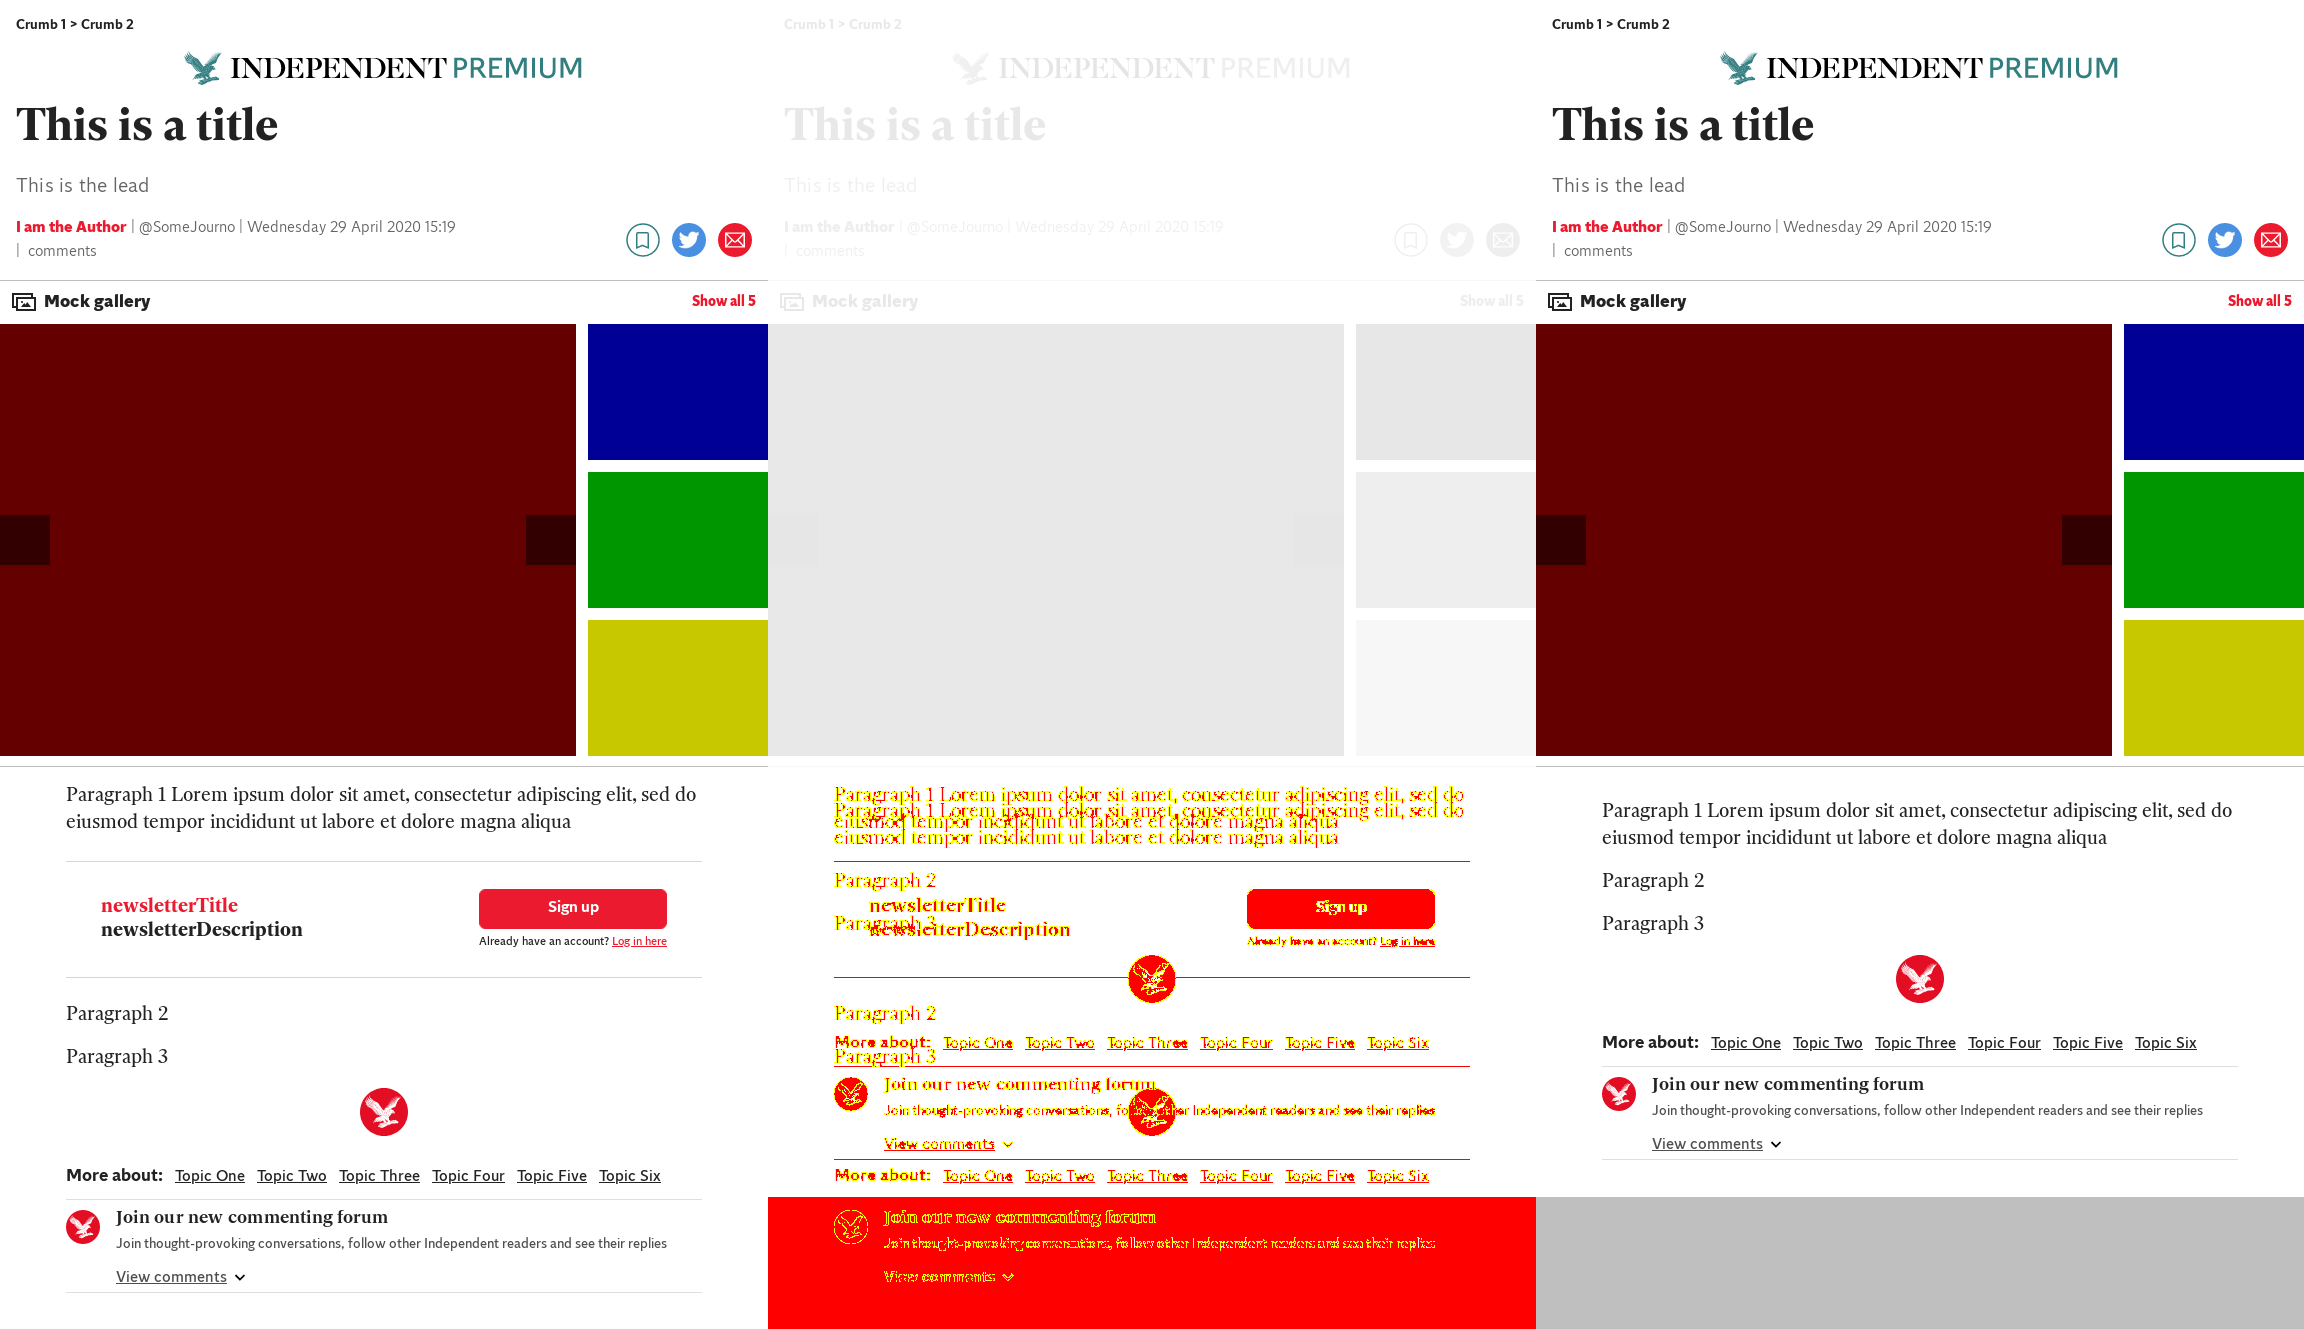 Crumb 1 > Crumb 2
INDEPENDENT PREMIUM
This is a title
This is the lead
I am the Author | @SomeJourno | Wednesday 29 April 2020 15:19
| comments
Mock gallery
Show all 5
Paragraph 1 Lorem ipsum dolor sit amet, consectetur adipiscing elit, sed do
eiusmod tempor incididunt ut labore et dolore magna aliqua
newsletterTitle
newsletterDescription
Sign up
Already have an account? Log in here
Paragraph 2
Paragraph 3
More about: Topic One Topic Two Topic Three Topic Four Topic Five Topic Six
Join our new commenting forum
Join thought-provoking conversations, follow other Independent readers and see their replies
View comments
Crumb 1 > Crumb 2
INDEPENDENT PREMIUM
This is a title
This is the lead
I am the Author | @SomeJourno | Wednesday 29 April 2020 15:19
| comments
Mock gallery
Show all 5
Paragraph 1 Lorem ipsum dolor sit amet, consectetur adipiscing elit, sed do
Paragraph 1 Lorem ipsum dolor sit amet, consectetur adipiscing elit, sed do
eiusmod tempor incididunt ut labore et dolore magna aliqua
eiusmod tempor incididunt ut labore et dolore magna aliqua
Paragraph 2
newsletterTitle
Sign up
Paragraph 3
newsletterDescription
Already have an account? Log in here
Paragraph 2
More about: Topic One Topic Two Topic Three Topic Four Topic Five Topic Six
Paragraph 3
Join our new commenting forum
Join thought-provoking conversations, follow other Independent readers and see their replies
View comments
More about: Topic One Topic Two Topic Three Topic Four Topic Five Topic Six
Join our new commenting forum
Join thought-provoking conversations, follow other Independent readers and see their replies
View comments
Crumb 1 > Crumb 2
INDEPENDENT PREMIUM
This is a title
This is the lead
I am the Author | @SomeJourno | Wednesday 29 April 2020 15:19
| comments
Mock gallery
Show all 5
Paragraph 1 Lorem ipsum dolor sit amet, consectetur adipiscing elit, sed do
eiusmod tempor incididunt ut labore et dolore magna aliqua
Paragraph 2
Paragraph 3
More about: Topic One Topic Two Topic Three Topic Four Topic Five Topic Six
Join our new commenting forum
Join thought-provoking conversations, follow other Independent readers and see their replies
View comments